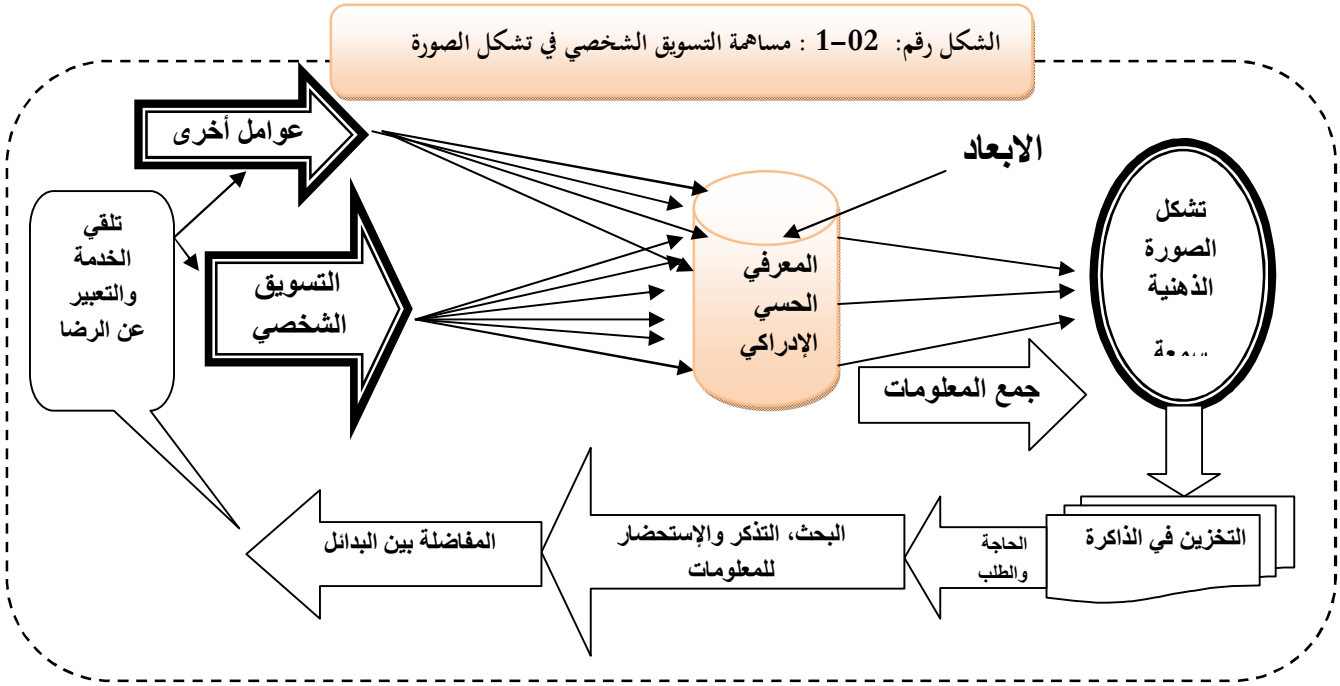 الشكل رقم: 02-1 : مساهمة التسويق الشخصي في تشكل الصورة
عوامل أخرى
الابعاد
تلقي
الخدمة
والتعبير
عن الرضا
التسويق
الشخصي
المعرفي
الحسي
الإدراكي
تشكل
الصورة
الذهنية
جمع المعلومات
التخزين في الذاكرة
الحاجة
والطلب
البحث، التذكر والإستحضار
للمعلومات
المفاضلة بين البدائل